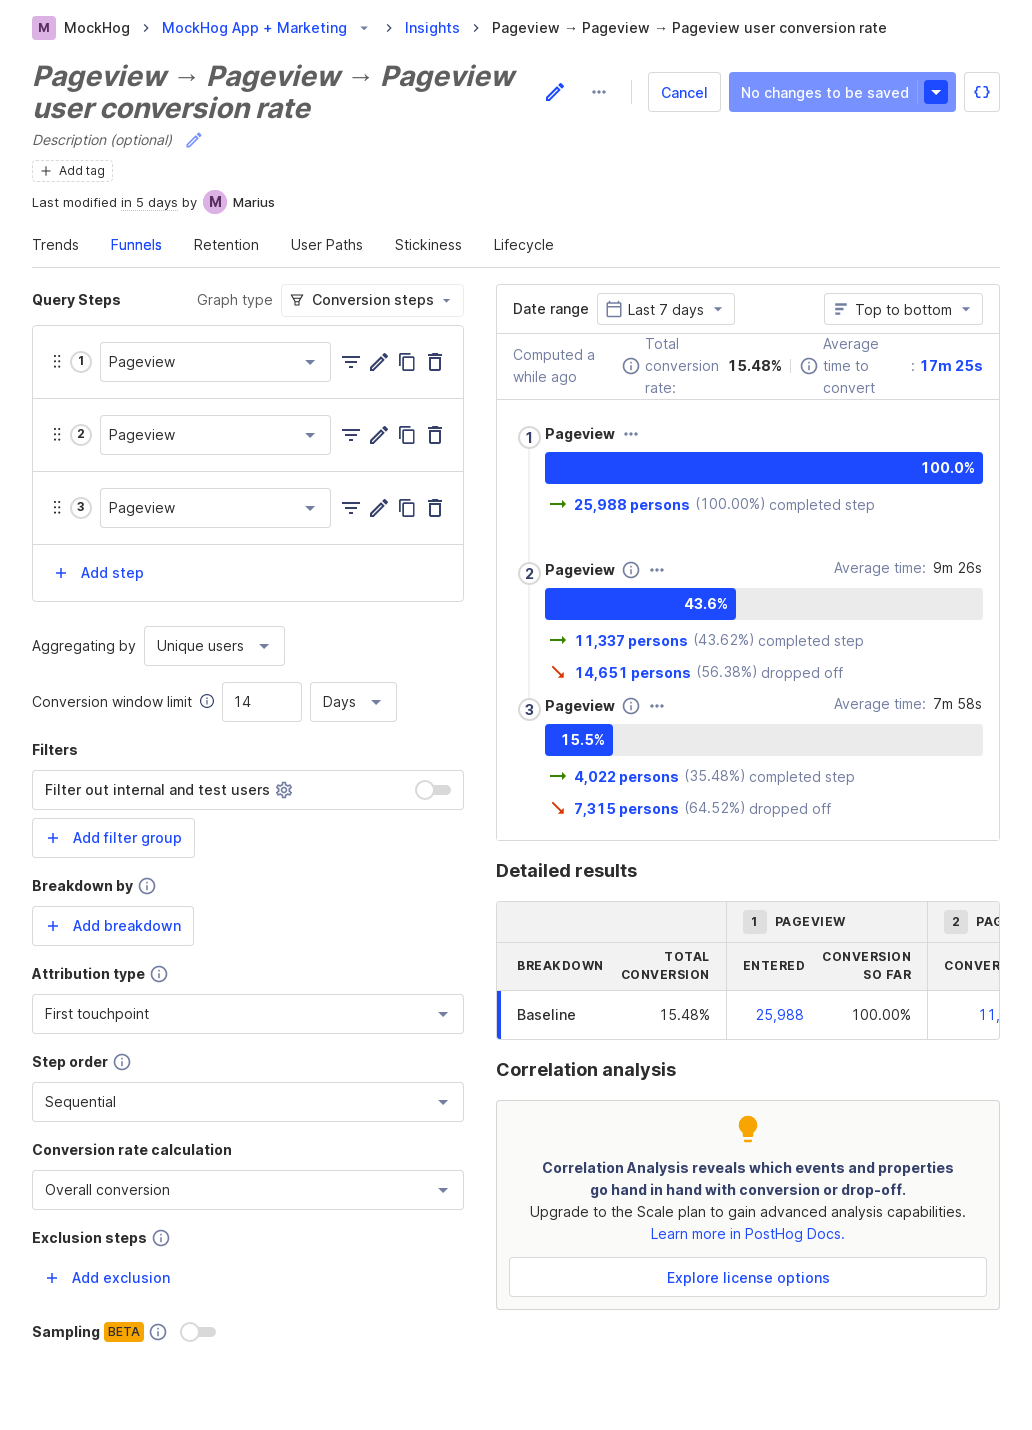 M MockHog > MockHog App + Marketing > Insights > Pageview → Pageview → Pageview user conversion rate
Pageview → Pageview → Pageview
user conversion rate
Cancel
No changes to be saved
Description (optional)
Add tag
Last modified in 5 days by M Marius
Trends Funnels Retention User Paths Stickiness Lifecycle
Query Steps
Graph type
Conversion steps
1 Pageview
2 Pageview
3 Pageview
Add step
Aggregating by Unique users
Conversion window limit 14 Days
Filters
Filter out internal and test users
Add filter group
Breakdown by
Add breakdown
Attribution type
First touchpoint
Step order
Sequential
Conversion rate calculation
Overall conversion
Exclusion steps
Add exclusion
Sampling BETA
Date range Last 7 days
Top to bottom
Computed a
while ago
Total
conversion
rate:
15.48%
Average
time to
convert
: 17m 25s
1 Pageview
100.0%
25,988 persons (100.00%) completed step
2 Pageview
Average time: 9m 26s
43.6%
11,337 persons (43.62%) completed step
14,651 persons (56.38%) dropped off
3 Pageview
Average time: 7m 58s
15.5%
4,022 persons (35.48%) completed step
7,315 persons (64.52%) dropped off
Detailed results
1 PAGEVIEW
2 PAG
BREAKDOWN
TOTAL
CONVERSION
ENTERED
CONVERSION
SO FAR
CONVER
Baseline 15.48% 25,988 100.00% 11,
Correlation analysis
Correlation Analysis reveals which events and properties
go hand in hand with conversion or drop-off.
Upgrade to the Scale plan to gain advanced analysis capabilities.
Learn more in PostHog Docs.
Explore license options